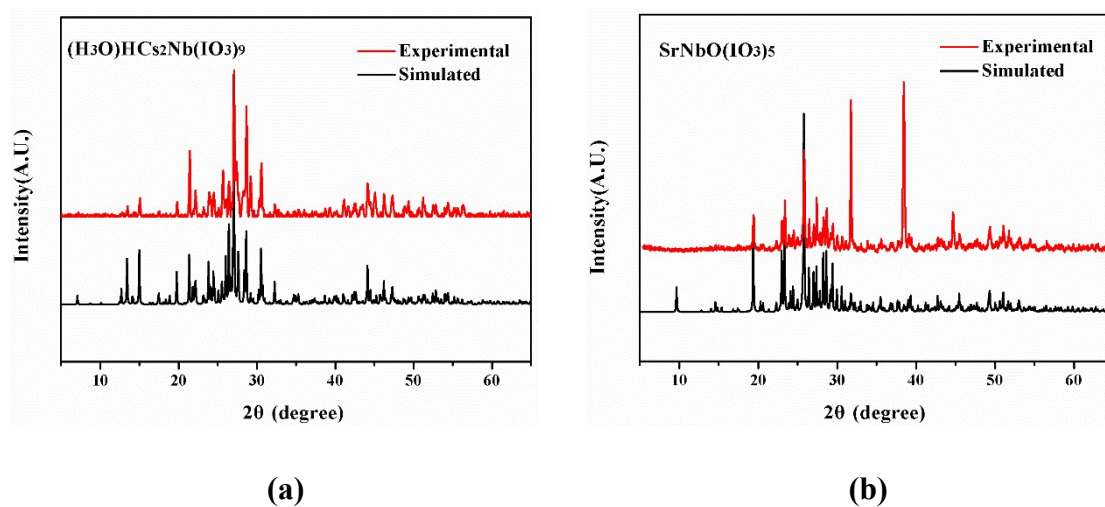 (H3O)HCs2Nb(IO3)9
Experimental
Simulated
Intensity(A.U.)
10 20 30 40 50 60
2θ (degree)
(a)
SrNbO(IO3)5
Experimental
Simulated
Intensity(A.U.)
10 20 30 40 50 60
2θ (degree)
(b)